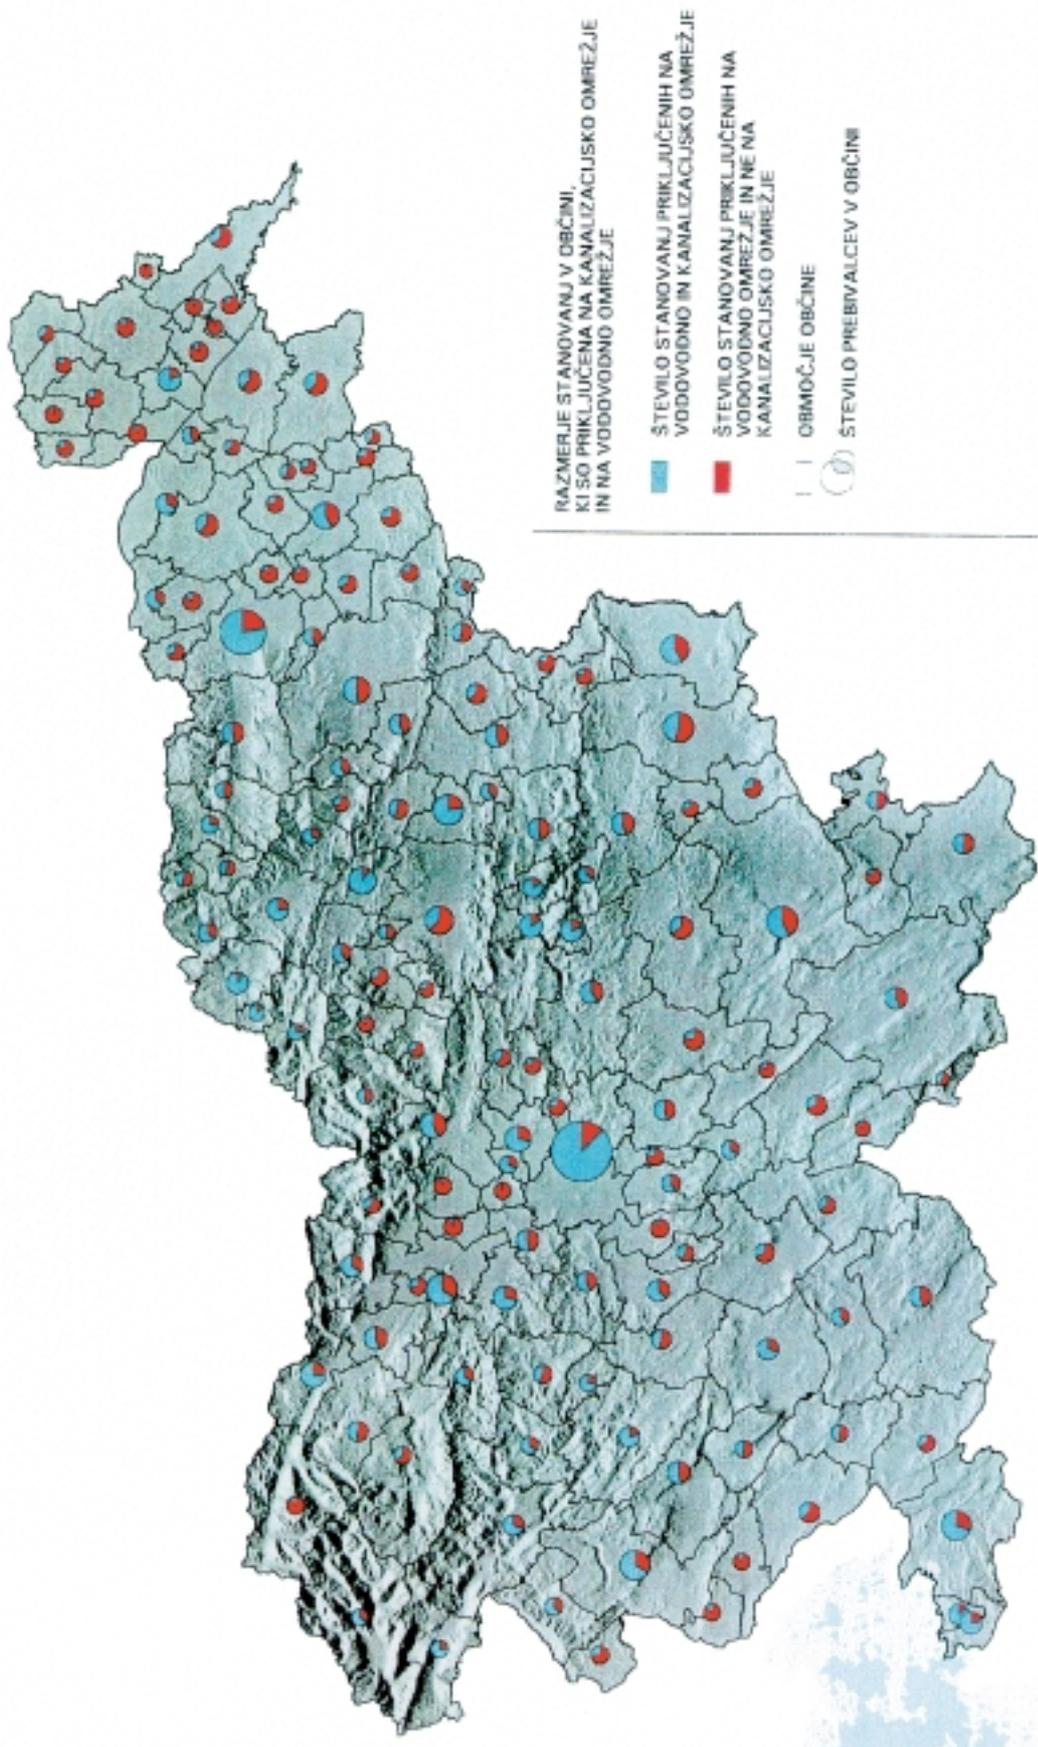 RAZMERJE STANOVANJ V OBČINI,
KI SO PRIKLJUČENA NA KANALIZACIJSKO OMREŽJE
IN NA VODOVODNO OMREŽJE
ŠTEVILO STANOVANJ PRIKLJUČENIH NA
VODOVODNO IN KANALIZACIJSKO OMREŽJE
ŠTEVILO STANOVANJ PRIKLJUČENIH NA
VODOVODNO OMREŽJE IN NE NA
KANALIZACIJSKO OMREŽJE
OBMOČJE OBČINE
ŠTEVILO PREBIVALCEV V OBČINI